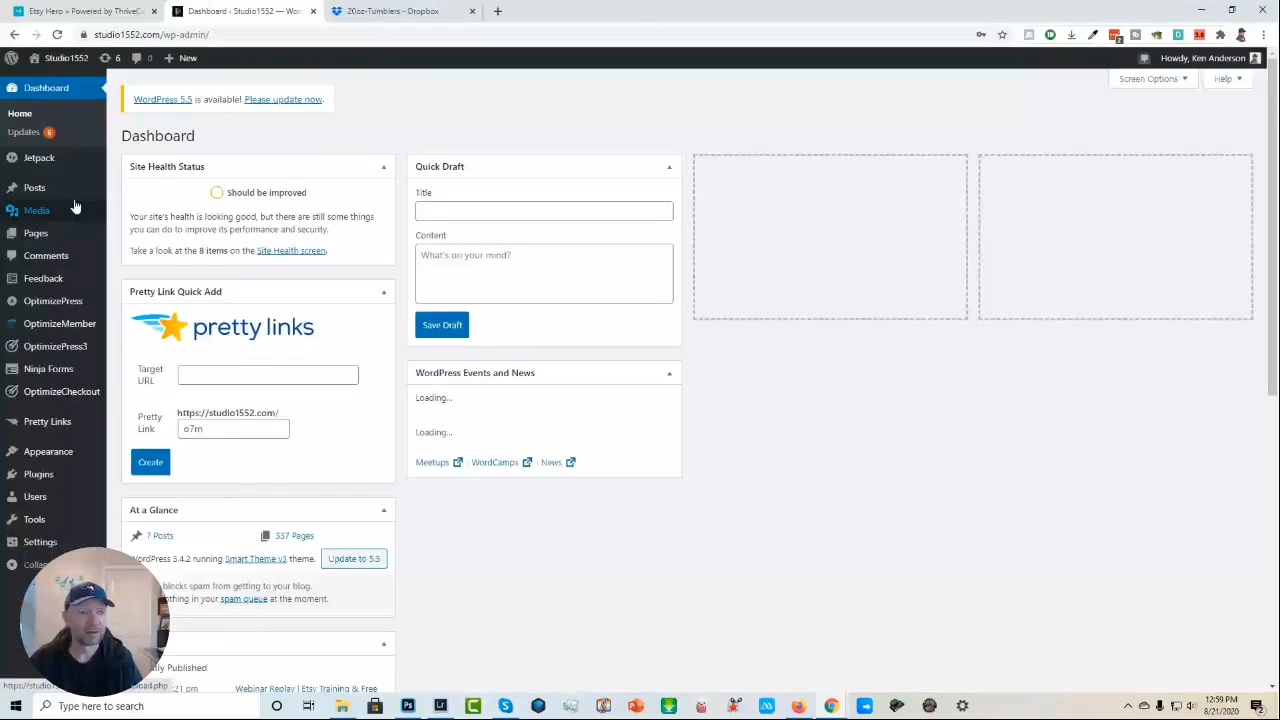 Etsy Hero • Powered by ThriveC
Dashboard ‹ Studio1552 — Wor
20oz-Tumblers - Dropbox
studio1552.com/wp-admin/
Studio1552
6
0
New
Howdy, Ken Anderson
Screen Options
Help
Dashboard
Home
Updates 6
Jetpack
Posts
Media
Pages
Comments
Feedback
OptimizePress
OptimizeMember
OptimizePress3
Ninja Forms
OptimizeCheckout
Pretty Links
Appearance
Plugins
Users
Tools
Settings
WordPress 5.5 is available! Please update now.
Dashboard
Site Health Status
Should be improved
Your site's health is looking good, but there are still some things
you can do to improve its performance and security.
Take a look at the 8 items on the Site Health screen.
Pretty Link Quick Add
pretty links
Target
URL
https://studio1552.com/
Pretty
Link
o7m
Create
At a Glance
7 Posts
337 Pages
WordPress 5.4.2 running Smart Theme v3 theme.
Update to 5.5
blocks spam from getting to your blog.
spam queue at the moment.
Quick Draft
Title
Content
What's on your mind?
Save Draft
WordPress Events and News
Loading...
Loading...
Meetups
WordCamps
News
Webinar Replay | Etsy Training & Free
Type here to search
12:59 PM
8/21/2020